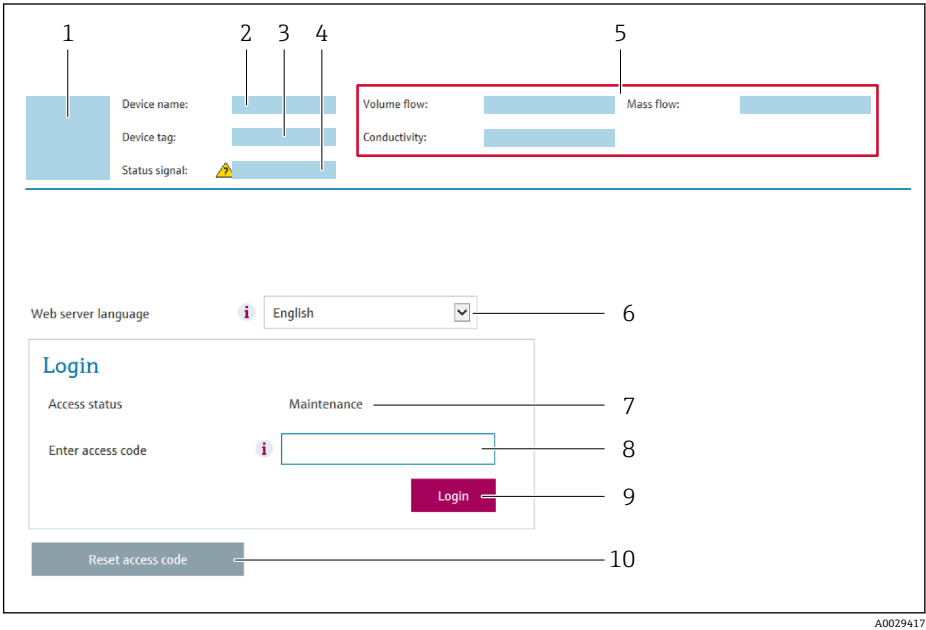 1 2 3 4 5
Device name: Volume flow: Mass flow:
Device tag: Conductivity:
Status signal: ?
Web server language i English 6
Login
Access status Maintenance 7
Enter access code i 8
Login 9
Reset access code 10
A0029417